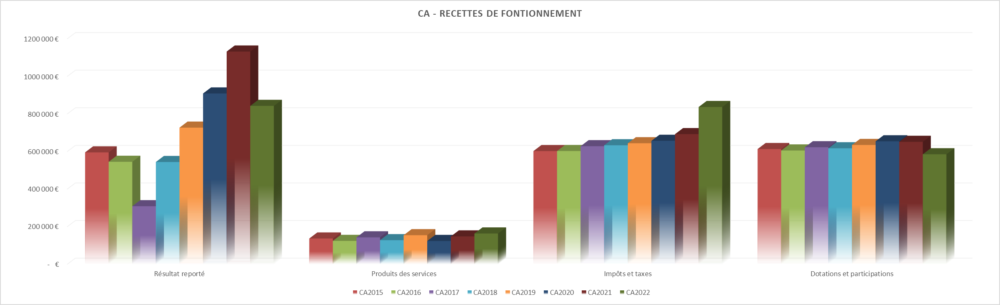 CA - RECETTES DE FONTIONNEMENT
1200 000 €
1000 000 €
800 000 €
600 000 €
400 000 €
200 000 €
- €
Résultat reporté Produits des services Impôts et taxes Dotations et participations
CA2015 CA2016 CA2017 CA2018 CA2019 CA2020 CA2021 CA2022